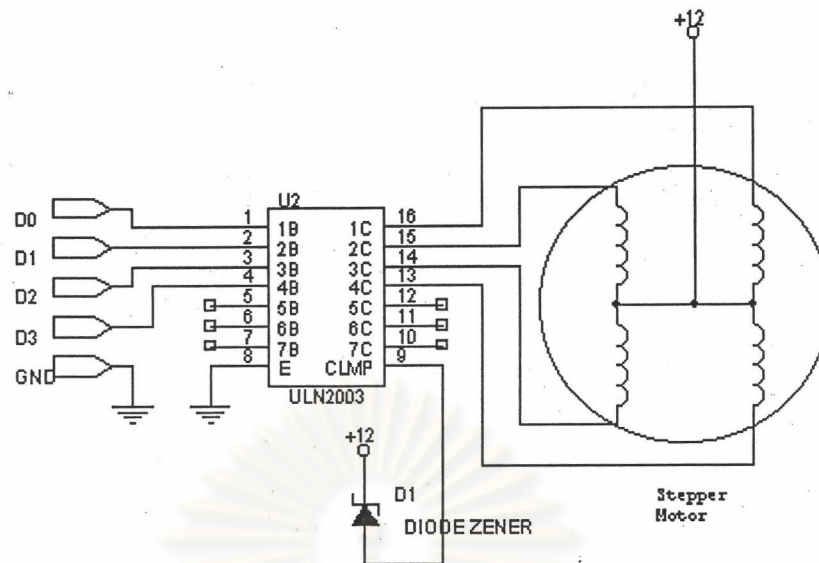 +12
U2
D0
1
1B
1C
16
D1
2
2B
2C
15
D2
3
3B
3C
14
D3
4
4B
4C
13
5
5B
5C
12
6
6B
6C
11
7
7B
7C
10
GND
8
E
CLMP
9
ULN2003
+12
D1
DIODE ZENER
Stepper
Motor